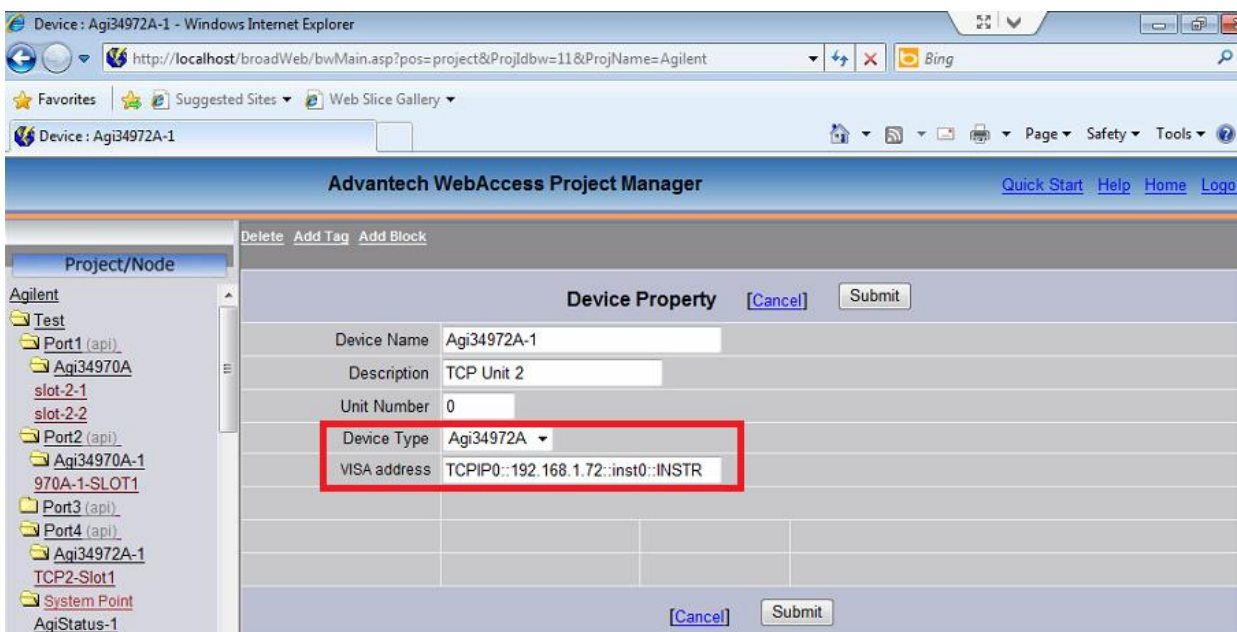 Device : Agi34972A-1 - Windows Internet Explorer
http://localhost/broadWeb/bwMain.asp?pos=project&ProjIdbw=11&ProjName=Agilent
Bing
Favorites Suggested Sites Web Slice Gallery
Device : Agi34972A-1
Page Safety Tools
Advantech WebAccess Project Manager
Quick Start Help Home Logo
Delete Add Tag Add Block
Project/Node
Agilent
Test
Port1 (api)
Agi34970A
slot-2-1
slot-2-2
Port2 (api)
Agi34970A-1
970A-1-SLOT1
Port3 (api)
Port4 (api)
Agi34972A-1
TCP2-Slot1
System Point
AgiStatus-1
Device Property [Cancel] Submit
Device Name Agi34972A-1
Description TCP Unit 2
Unit Number 0
Device Type Agi34972A
VISA address TCPIP0::192.168.1.72::inst0::INSTR
[Cancel] Submit